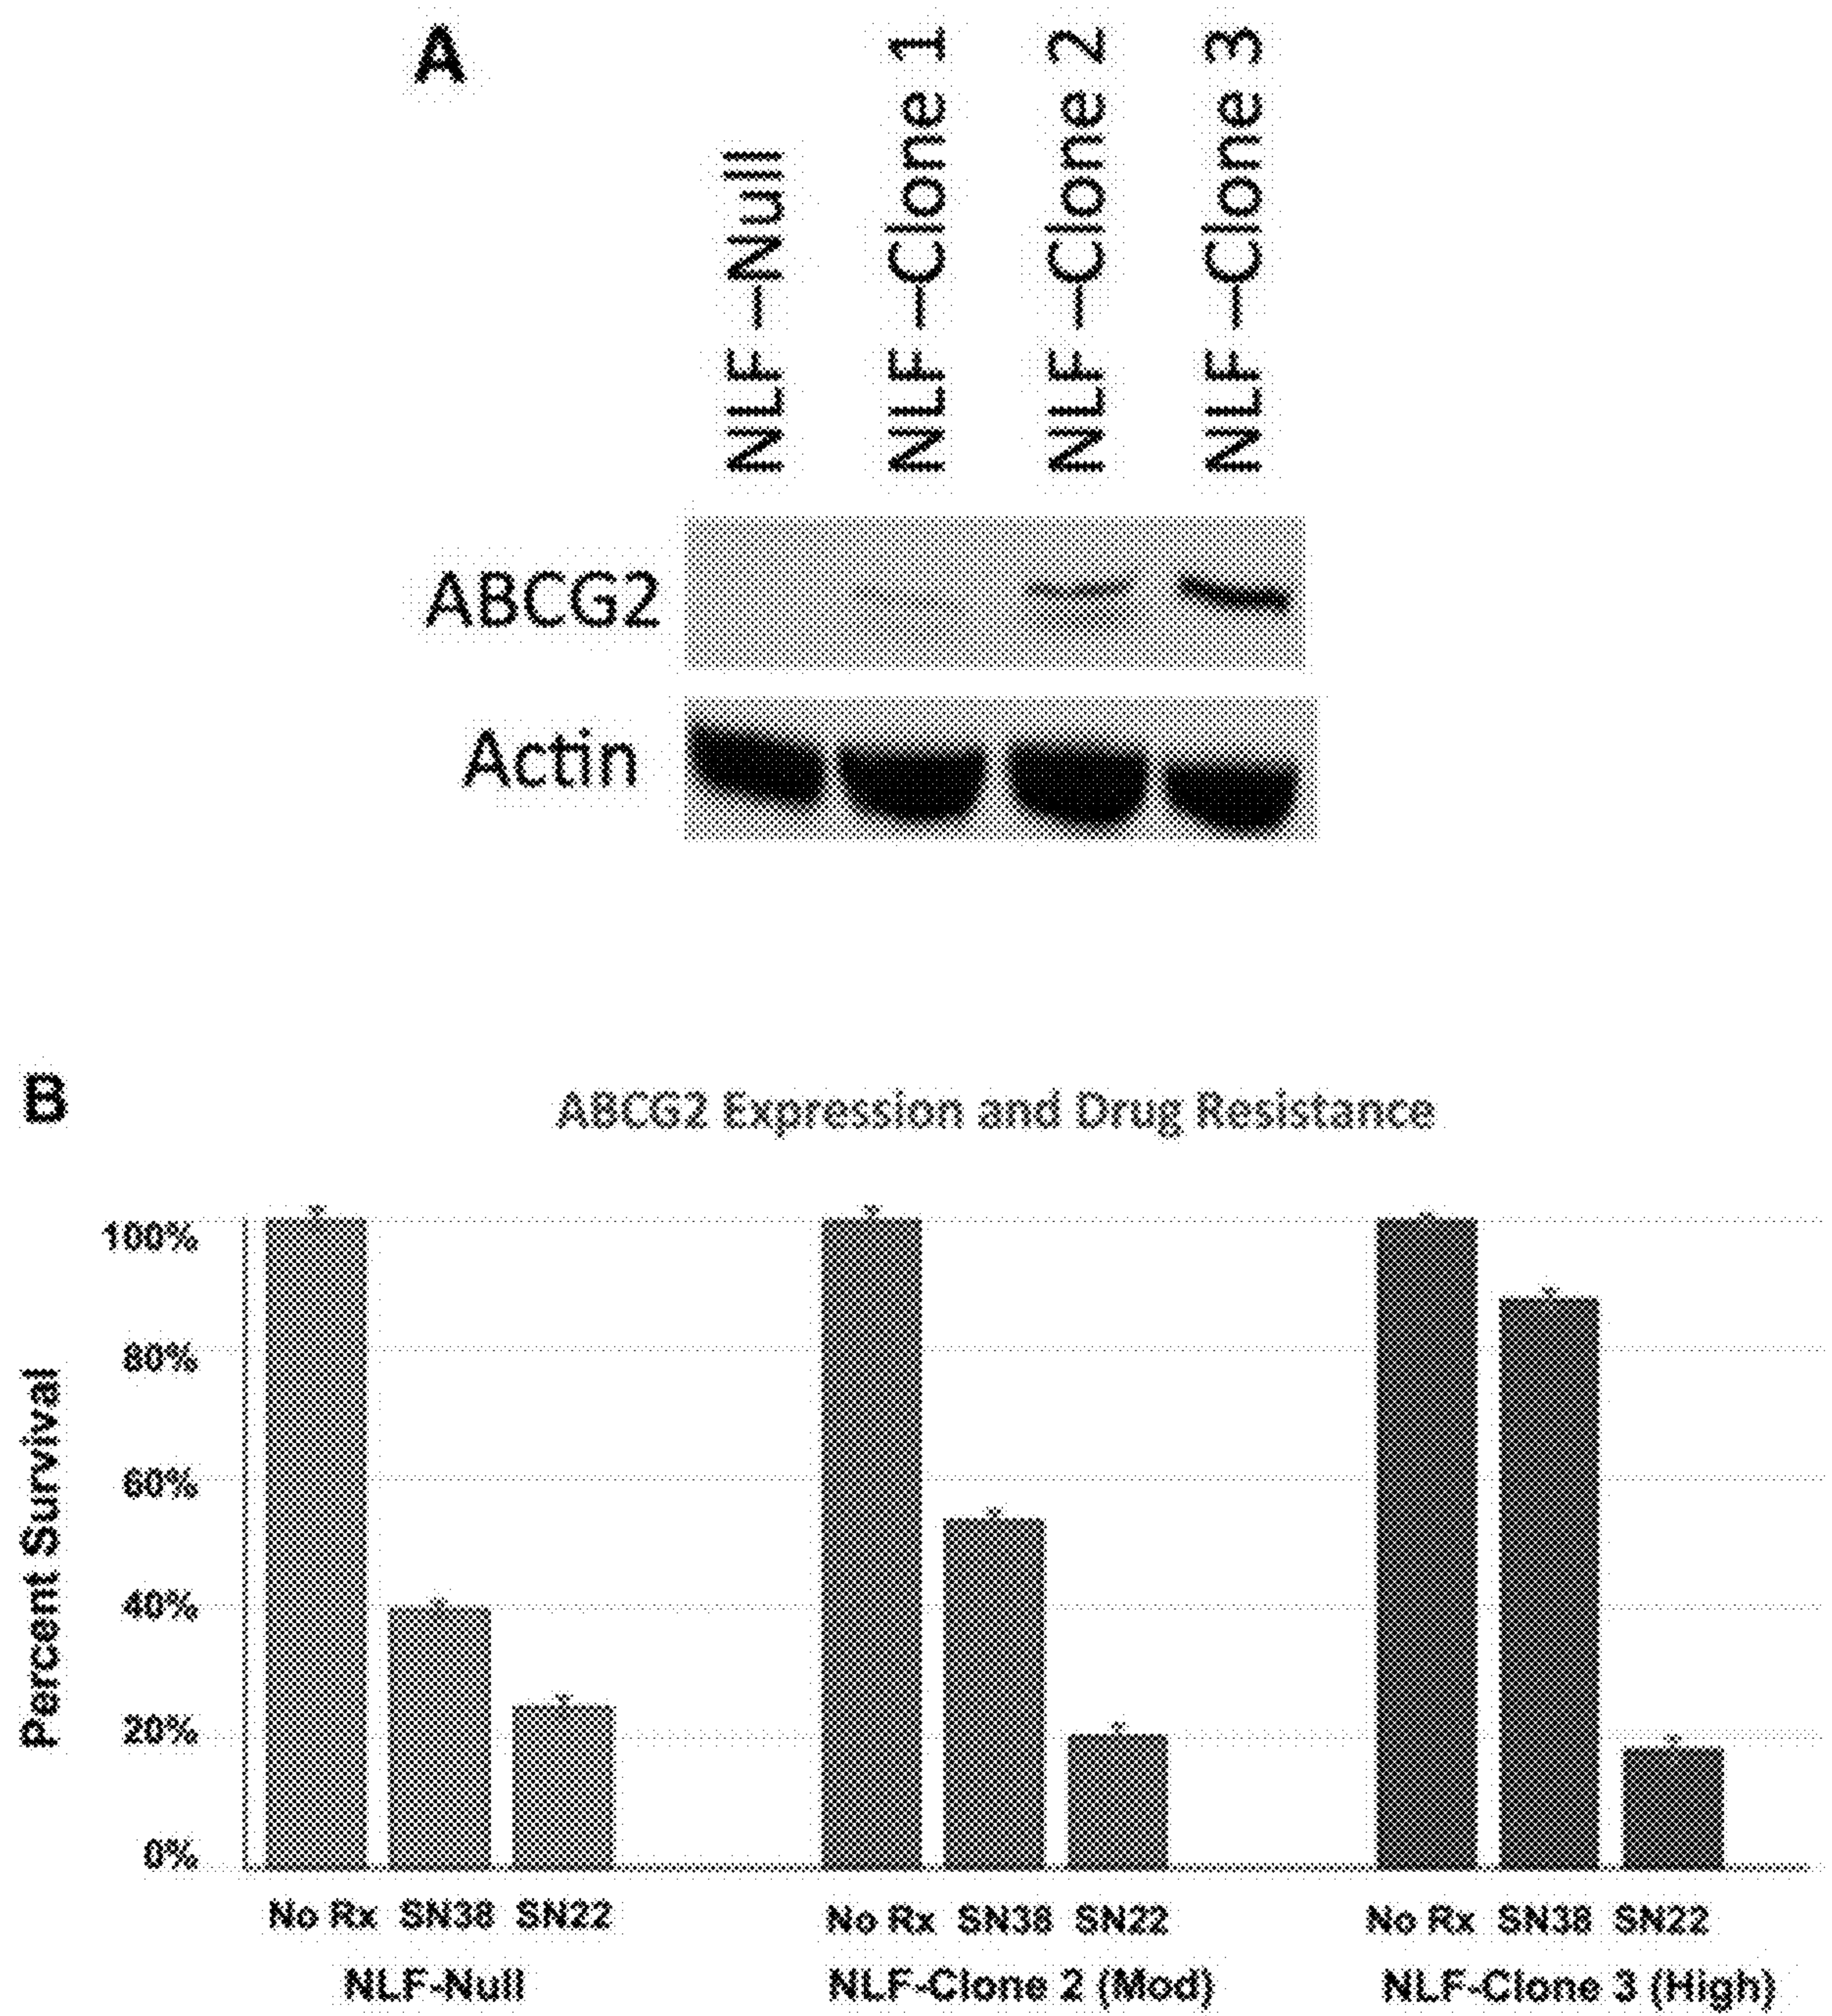 A
NLF –Null
NLF –Clone 1
NLF –Clone 2
NLF –Clone 3
ABCG2
Actin
B
ABCG2 Expression and Drug Resistance
Percent Survival
100%
80%
60%
40%
20%
0%
No Rx SN38 SN22
No Rx SN38 SN22
No Rx SN38 SN22
NLF-Null
NLF-Clone 2 (Mod)
NLF-Clone 3 (High)